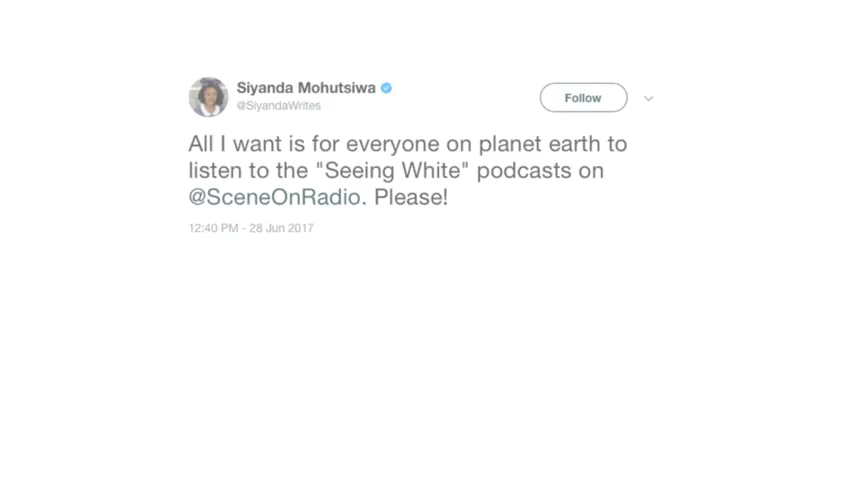 Siyanda Mohutsiwa
@SiyandaWrites
Follow
All I want is for everyone on planet earth to
listen to the "Seeing White" podcasts on
@SceneOnRadio. Please!
12:40 PM - 28 Jun 2017